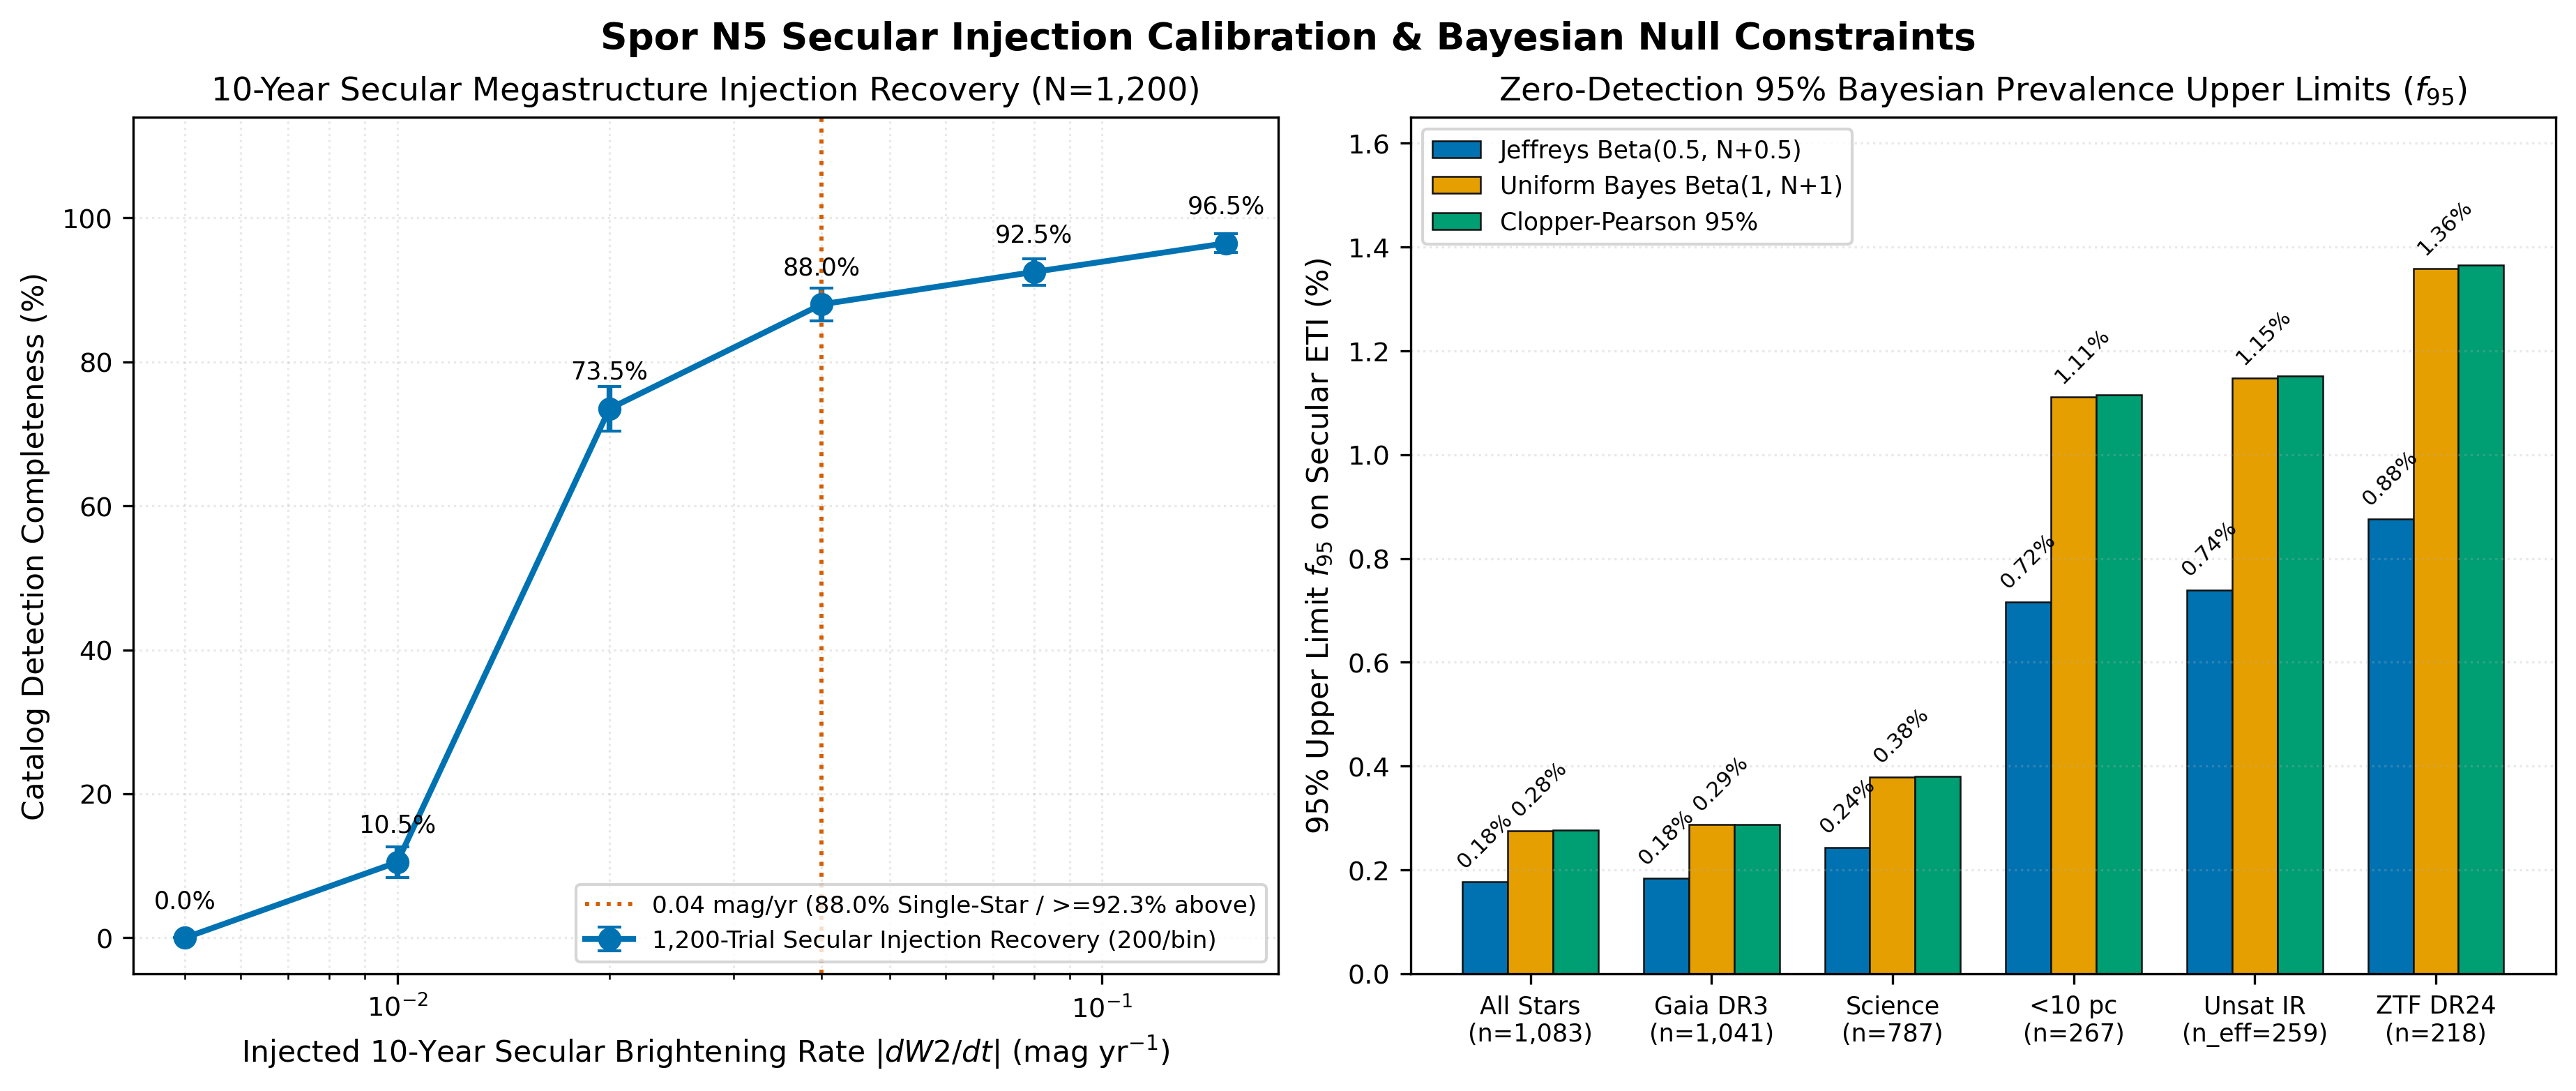 Spor N5 Secular Injection Calibration & Bayesian Null Constraints
10-Year Secular Megastructure Injection Recovery (N=1,200)
Catalog Detection Completeness (%)
100
80
60
40
20
0
0.0%
10.5%
73.5%
88.0%
92.5%
96.5%
0.04 mag/yr (88.0% Single-Star / >=92.3% above)
1,200-Trial Secular Injection Recovery (200/bin)
10⁻²
10⁻¹
Injected 10-Year Secular Brightening Rate |dW2/dt| (mag yr⁻¹)
Zero-Detection 95% Bayesian Prevalence Upper Limits (f₉₅)
95% Upper Limit f₉₅ on Secular ETI (%)
1.6
1.4
1.2
1.0
0.8
0.6
0.4
0.2
0.0
Jeffreys Beta(0.5, N+0.5)
Uniform Bayes Beta(1, N+1)
Clopper-Pearson 95%
0.18%
0.28%
0.18%
0.29%
0.24%
0.38%
0.72%
1.11%
0.74%
1.15%
0.88%
1.36%
All Stars
(n=1,083)
Gaia DR3
(n=1,041)
Science
(n=787)
<10 pc
(n=267)
Unsat IR
(n_eff=259)
ZTF DR24
(n=218)